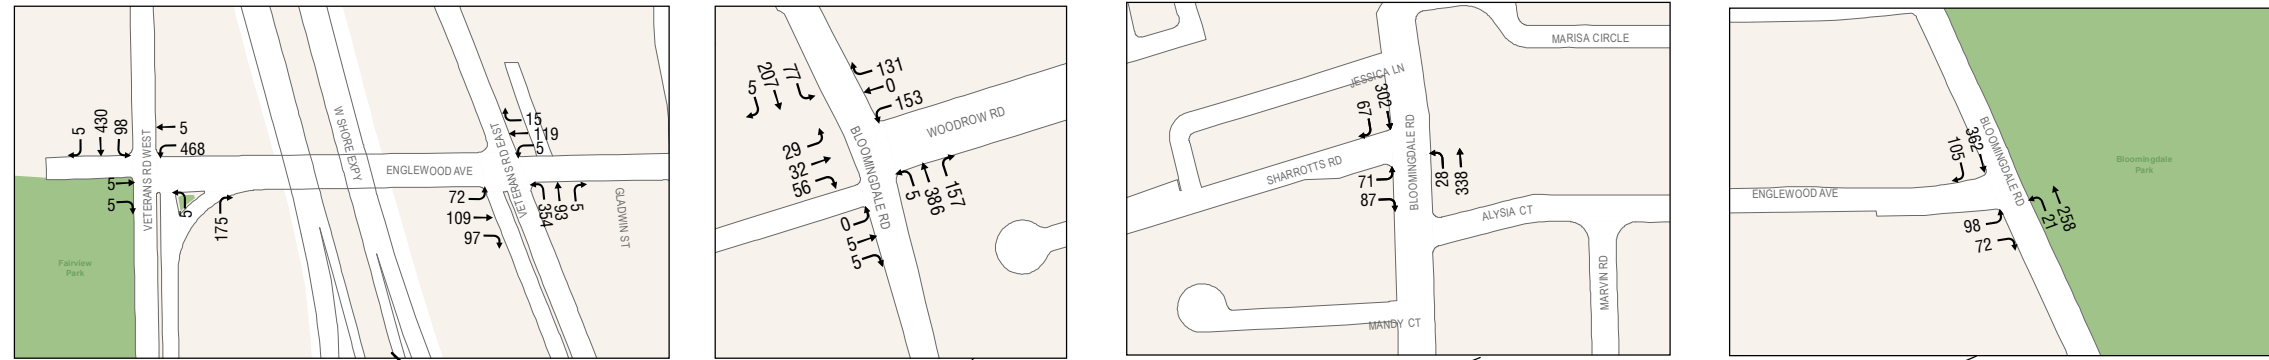 5
430
98
5
468
VETERANS RD WEST
5
5
5
175
W SHORE EXPY
ENGLEWOOD AVE
15
119
5
VETERANS RD EAST
72
109
97
354
93
5
GLADWIN ST
Fairview
Park
5
207
77
131
0
153
WOODROW RD
29
32
56
BLOOMINGDALE RD
5
386
157
0
5
5
MARISA CIRCLE
JESSICA LN
67
302
BLOOMINGDALE RD
SHARROTTS RD
71
87
28
338
ALYSIA CT
MARVIN RD
MANDY CT
BLOOMINGDALE RD
362
105
Bloomingdale
Park
ENGLEWOOD AVE
98
72
21
258